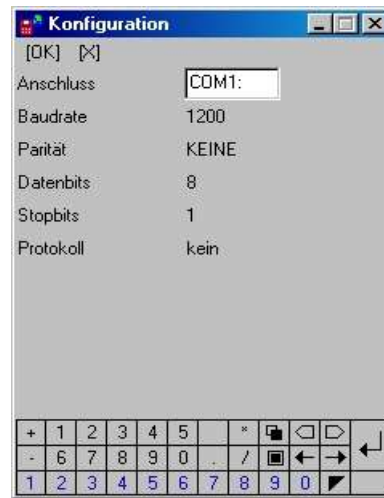 Konfiguration
[OK] [X]
Anschluss COM1:
Baudrate 1200
Parität KEINE
Datenbits 8
Stopbits 1
Protokoll kein
+ 1 2 3 4 5 *
- 6 7 8 9 0 . /
1 2 3 4 5 6 7 8 9 0